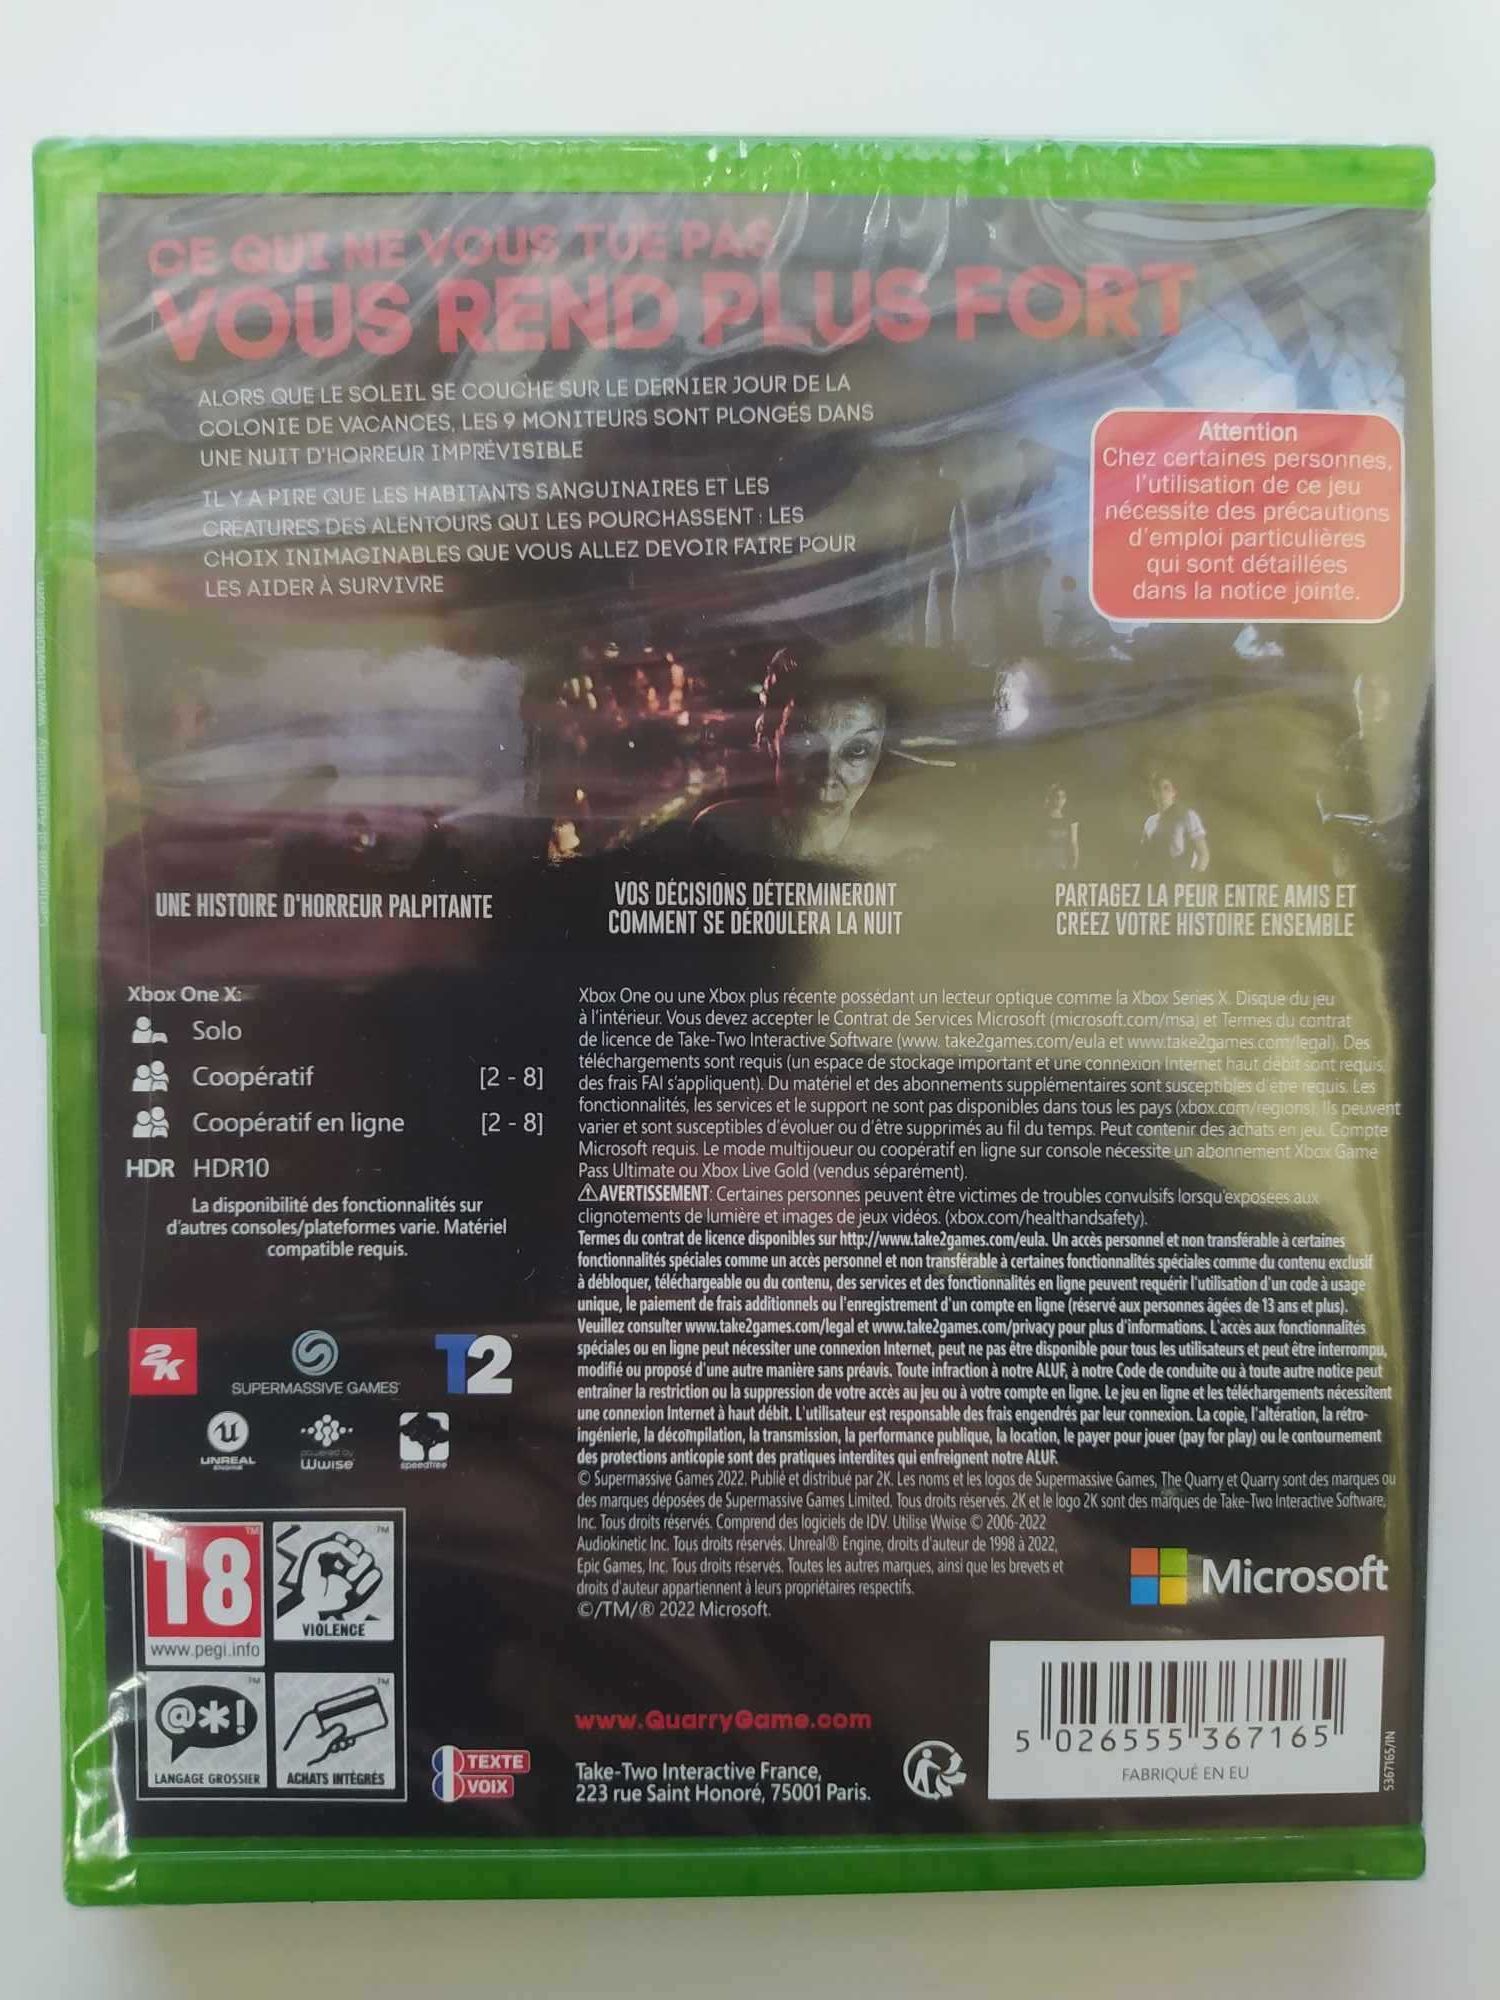 CE QUI NE VOUS TUE PAS
VOUS REND PLUS FORT
ALORS QUE LE SOLEIL SE COUCHE SUR LE DERNIER JOUR DE LA
COLONIE DE VACANCES, LES 9 MONITEURS SONT PLONGÉS DANS
UNE NUIT D'HORREUR IMPRÉVISIBLE
IL Y A PIRE QUE LES HABITANTS SANGUINAIRES ET LES
CRÉATURES DES ALENTOURS QUI LES POURCHASSENT : LES
CHOIX INIMAGINABLES QUE VOUS ALLEZ DEVOIR FAIRE POUR
LES AIDER À SURVIVRE
Attention
Chez certaines personnes,
l'utilisation de ce jeu
nécessite des précautions
d'emploi particulières
qui sont détaillées
dans la notice jointe.
Certificate of Authenticity www.howtotell.com
UNE HISTOIRE D'HORREUR PALPITANTE
VOS DÉCISIONS DÉTERMINERONT
COMMENT SE DÉROULERA LA NUIT
PARTAGEZ LA PEUR ENTRE AMIS ET
CRÉEZ VOTRE HISTOIRE ENSEMBLE
Xbox One X:
Solo
Coopératif [2 - 8]
Coopératif en ligne [2 - 8]
HDR HDR10
La disponibilité des fonctionnalités sur
d'autres consoles/plateformes varie. Matériel
compatible requis.
Xbox One ou une Xbox plus récente possédant un lecteur optique comme la Xbox Series X. Disque du jeu
à l'intérieur. Vous devez accepter le Contrat de Services Microsoft (microsoft.com/msa) et Termes du contrat
de licence de Take-Two Interactive Software (www. take2games.com/eula et www.take2games.com/legal). Des
téléchargements sont requis (un espace de stockage important et une connexion Internet haut débit sont requis,
des frais FAI s'appliquent). Du matériel et des abonnements supplémentaires sont susceptibles d'être requis. Les
fonctionnalités, les services et le support ne sont pas disponibles dans tous les pays (xbox.com/regions). Ils peuvent
varier et sont susceptibles d'évoluer ou d'être supprimés au fil du temps. Peut contenir des achats en jeu. Compte
Microsoft requis. Le mode multijoueur ou coopératif en ligne sur console nécessite un abonnement Xbox Game
Pass Ultimate ou Xbox Live Gold (vendus séparément).
⚠AVERTISSEMENT: Certaines personnes peuvent être victimes de troubles convulsifs lorsqu'exposées aux
clignotements de lumière et images de jeux vidéos. (xbox.com/healthandsafety).
Termes du contrat de licence disponibles sur http://www.take2games.com/eula. Un accès personnel et non transférable à certaines
fonctionnalités spéciales comme un accès personnel et non transférable à certaines fonctionnalités spéciales comme du contenu exclusif
à débloquer, téléchargeable ou du contenu, des services et des fonctionnalités en ligne peuvent requérir l'utilisation d'un code à usage
unique, le paiement de frais additionnels ou l'enregistrement d'un compte en ligne (réservé aux personnes âgées de 13 ans et plus).
Veuillez consulter www.take2games.com/legal et www.take2games.com/privacy pour plus d'informations. L'accès aux fonctionnalités
spéciales ou en ligne peut nécessiter une connexion Internet, peut ne pas être disponible pour tous les utilisateurs et peut être interrompu,
modifié ou proposé d'une autre manière sans préavis. Toute infraction à notre ALUF, à notre Code de conduite ou à toute autre notice peut
entraîner la restriction ou la suppression de votre accès au jeu ou à votre compte en ligne. Le jeu en ligne et les téléchargements nécessitent
une connexion Internet à haut débit. L'utilisateur est responsable des frais engendrés par leur connexion. La copie, l'altération, la rétro-
ingénierie, la décompilation, la transmission, la performance publique, la location, le payer pour jouer (pay for play) ou le contournement
des protections anticopie sont des pratiques interdites qui enfreignent notre ALUF.
© Supermassive Games 2022. Publié et distribué par 2K. Les noms et les logos de Supermassive Games, The Quarry et Quarry sont des marques ou
des marques déposées de Supermassive Games Limited. Tous droits réservés. 2K et le logo 2K sont des marques de Take-Two Interactive Software,
Inc. Tous droits réservés. Comprend des logiciels de IDV. Utilise Wwise © 2006-2022
Audiokinetic Inc. Tous droits réservés. Unreal® Engine, droits d'auteur de 1998 à 2022,
Epic Games, Inc. Tous droits réservés. Toutes les autres marques, ainsi que les brevets et
droits d'auteur appartiennent à leurs propriétaires respectifs.
©/TM/® 2022 Microsoft.
2K
SUPERMASSIVE GAMES
T2
UNREAL
ENGINE
powered by
Wwise
speedtree
18
www.pegi.info
VIOLENCE
@*!
LANGAGE GROSSIER
ACHATS INTÉGRÉS
TEXTE
VOIX
www.QuarryGame.com
Take-Two Interactive France,
223 rue Saint Honoré, 75001 Paris.
Microsoft
5 026555 367165
FABRIQUÉ EN EU
5367165/IN